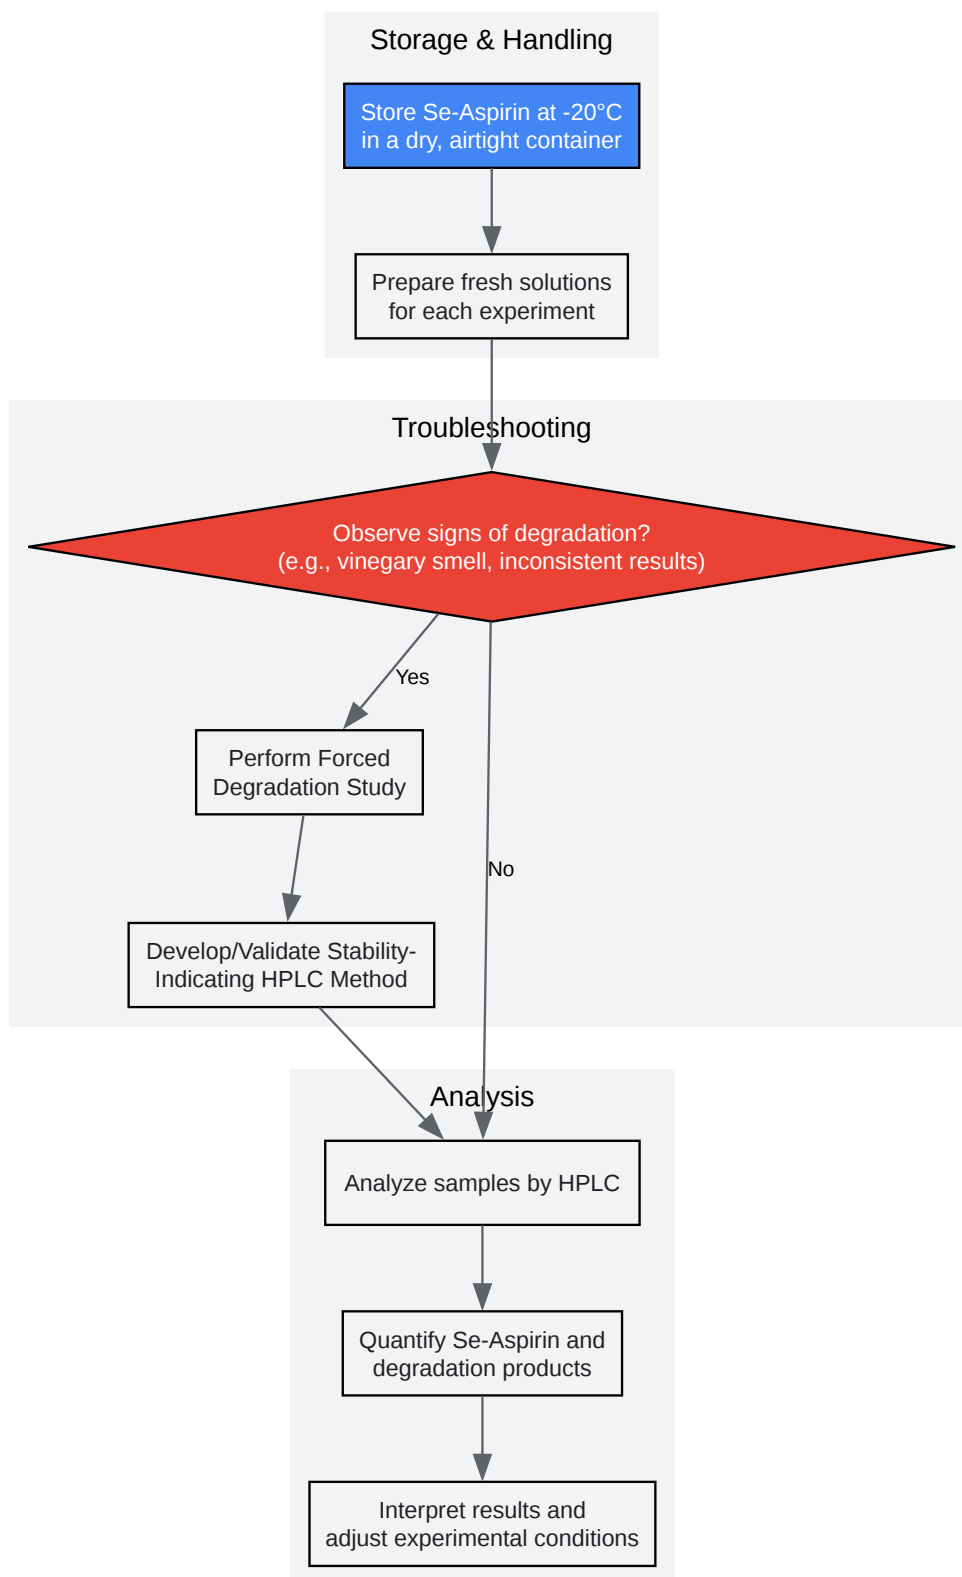 Storage & Handling
Store Se-Aspirin at -20°C
in a dry, airtight container
Prepare fresh solutions
for each experiment
Troubleshooting
Observe signs of degradation?
(e.g., vinegary smell, inconsistent results)
Yes
Perform Forced
Degradation Study
No
Develop/Validate Stability-
Indicating HPLC Method
Analysis
Analyze samples by HPLC
Quantify Se-Aspirin and
degradation products
Interpret results and
adjust experimental conditions